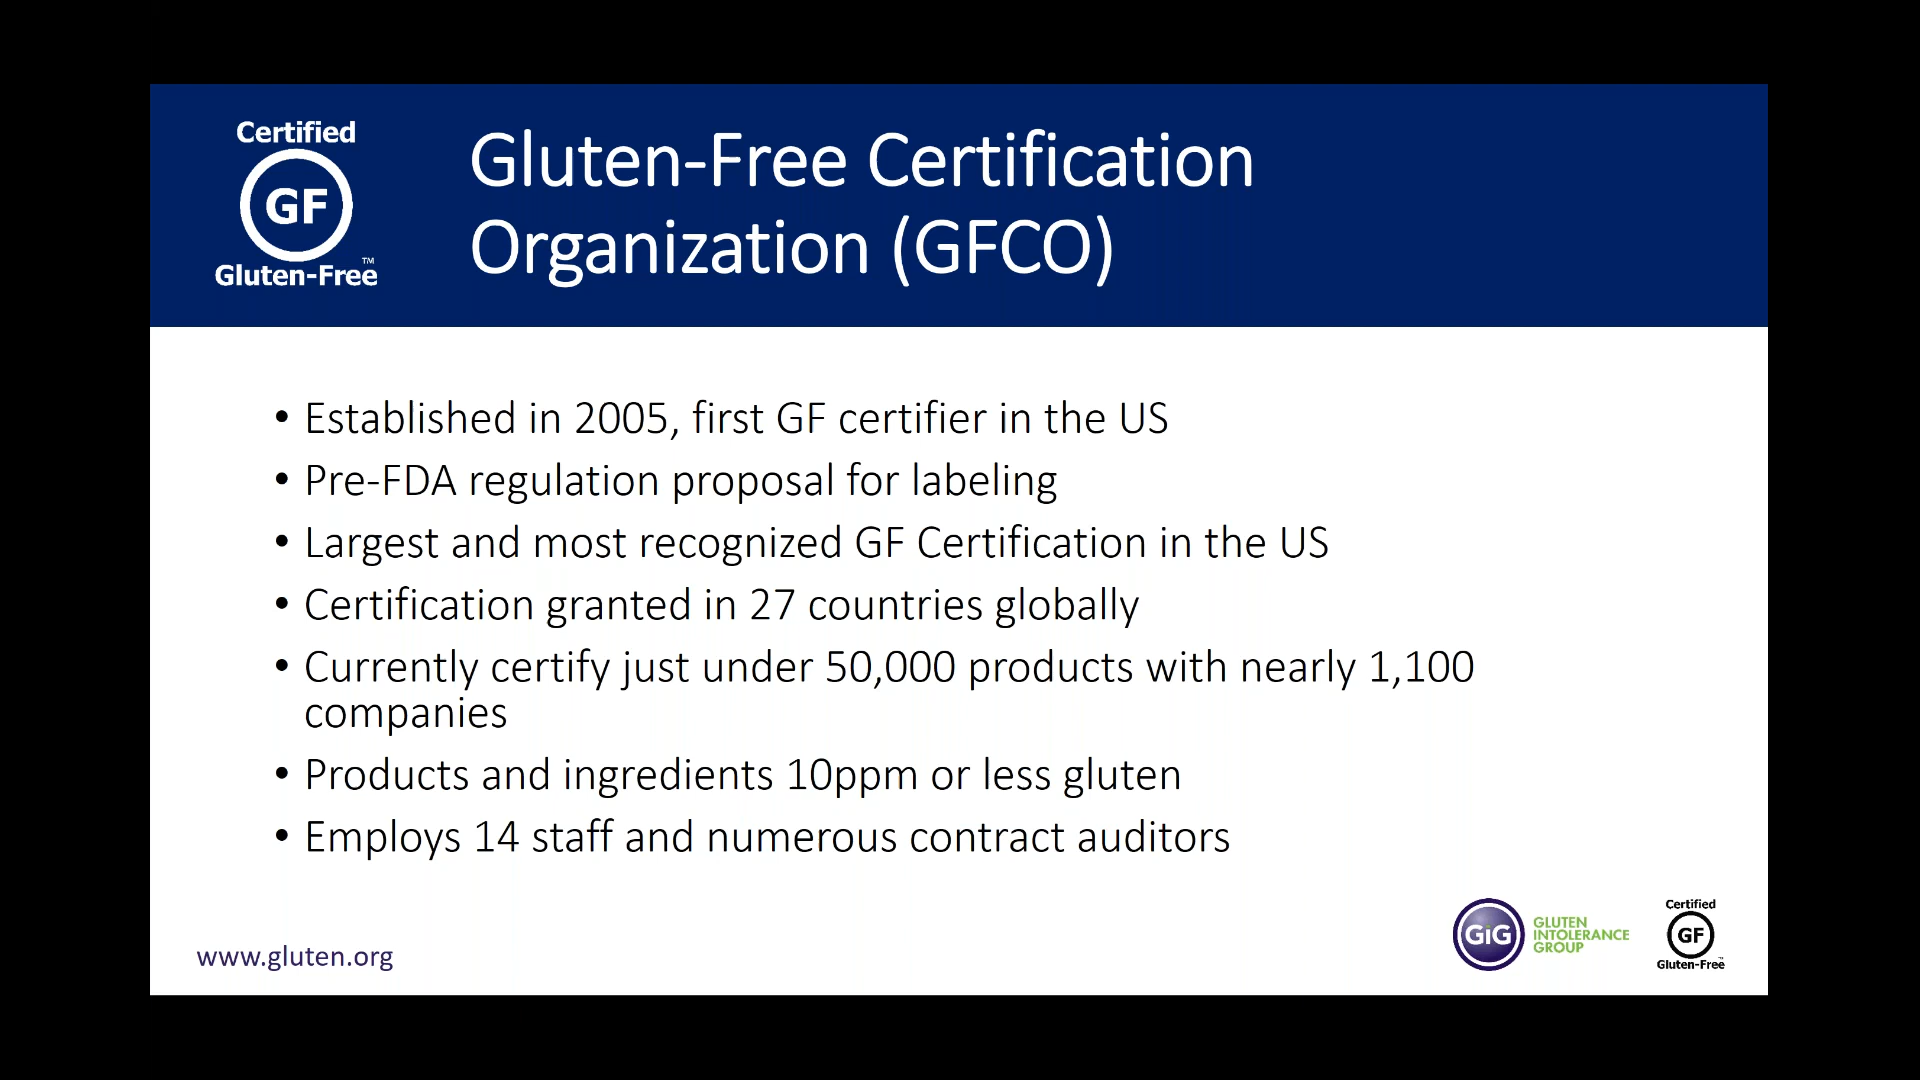 Certified
GF
Gluten-Free™
Gluten-Free Certification
Organization (GFCO)
• Established in 2005, first GF certifier in the US
• Pre-FDA regulation proposal for labeling
• Largest and most recognized GF Certification in the US
• Certification granted in 27 countries globally
• Currently certify just under 50,000 products with nearly 1,100
companies
• Products and ingredients 10ppm or less gluten
• Employs 14 staff and numerous contract auditors
www.gluten.org
GiG
GLUTEN
INTOLERANCE
GROUP
Certified
GF
Gluten-Free™